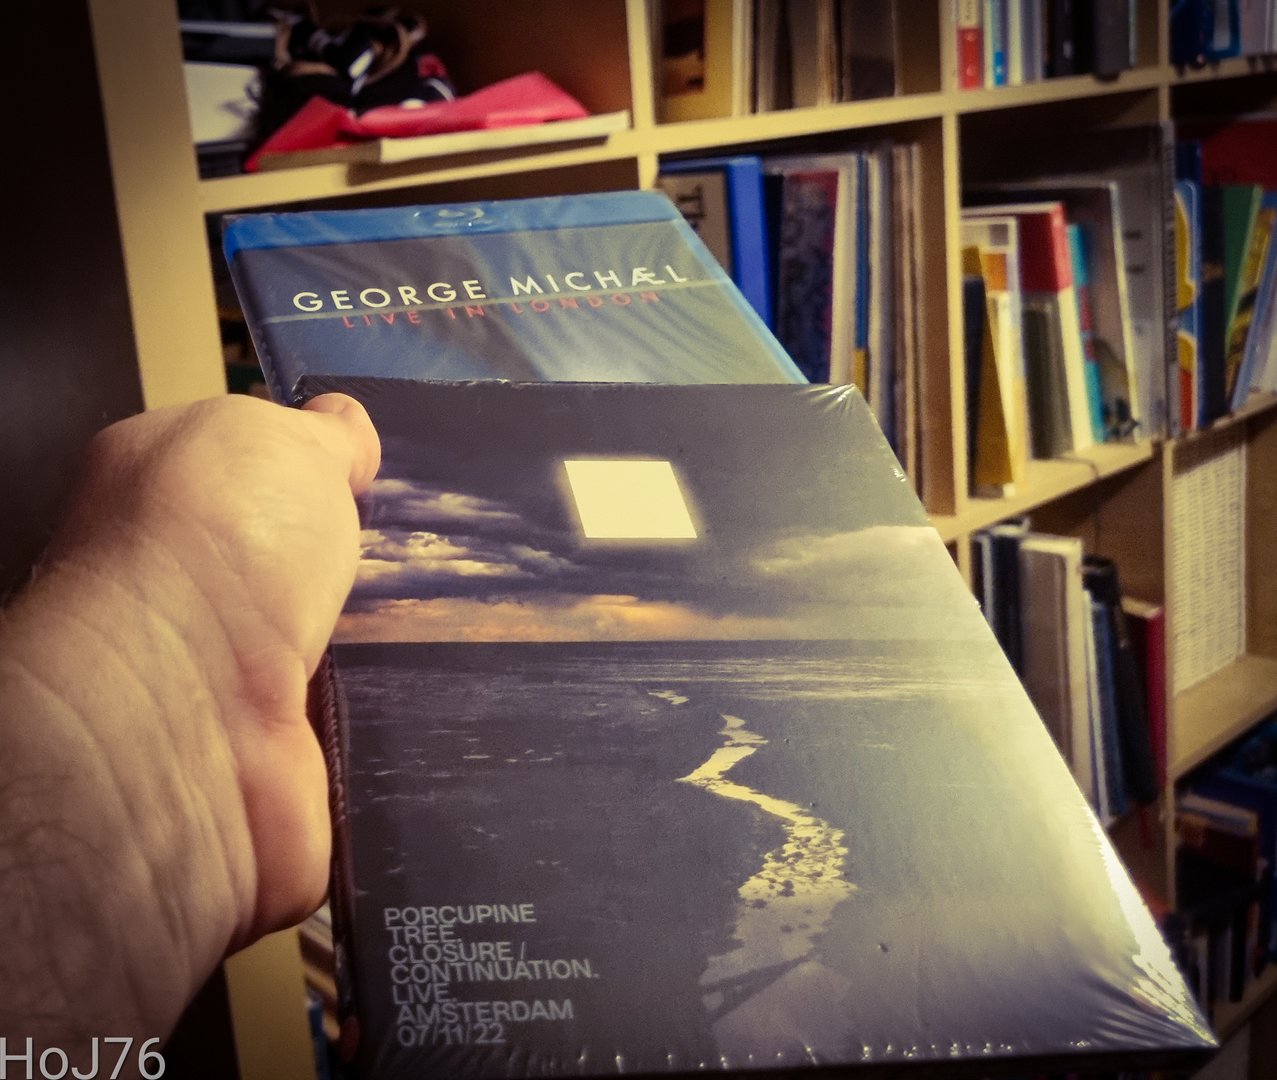 GEORGE MICHÆL
LIVE IN LONDON
PORCUPINE
TREE.
CLOSURE /
CONTINUATION.
LIVE.
AMSTERDAM
07/11/22
HoJ76